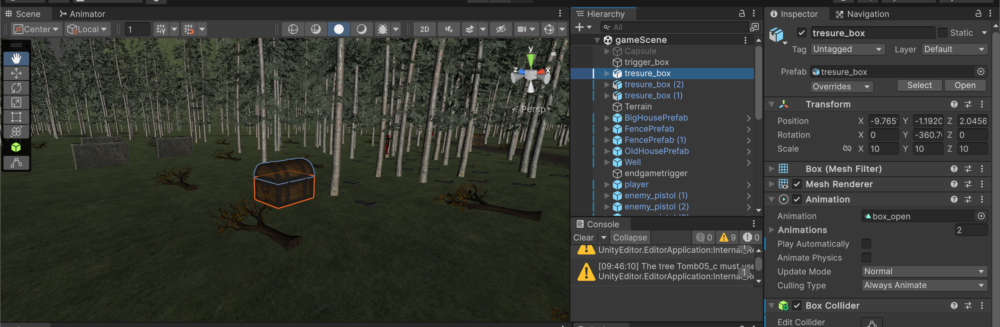 Scene
Animator
Center
Local
1
2D
y
z
x
Persp
Hierarchy
All
gameScene
Capsule
trigger_box
tresure_box
tresure_box (2)
tresure_box (1)
Terrain
BigHousePrefab
FencePrefab
FencePrefab (1)
OldHousePrefab
Well
endgametrigger
player
enemy_pistol (1)
enemy_pistol (2)
Console
Clear
Collapse
0
9
0
UnityEditor.EditorApplication:Internal_Re
[09:46:10] The tree Tomb05_c must use
UnityEditor.EditorApplication:Internal_Re
1
Inspector
Navigation
tresure_box
Static
Tag Untagged
Layer Default
Prefab tresure_box
Overrides
Select
Open
Transform
Position X -9.765 Y -1.1920 Z 2.0456
Rotation X 0 Y -360.7 Z 0
Scale X 10 Y 10 Z 10
Box (Mesh Filter)
Mesh Renderer
Animation
Animation box_open
Animations 2
Play Automatically
Animate Physics
Update Mode Normal
Culling Type Always Animate
Box Collider
Edit Collider